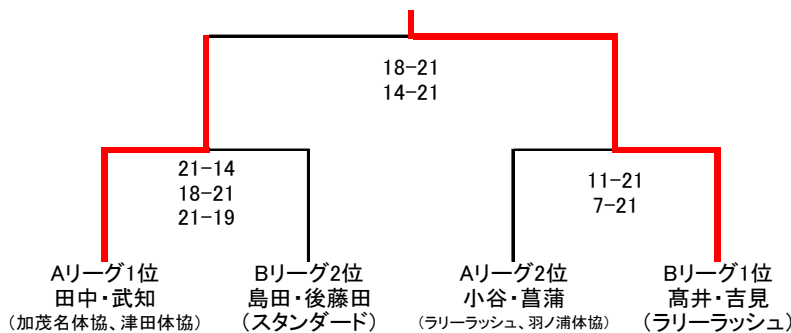 18-21
14-21
21-14
18-21
21-19
11-21
7-21
Aリーグ1位
田中・武知
(加茂名体協、津田体協)
Bリーグ2位
島田・後藤田
(スタンダード)
Aリーグ2位
小谷・菖蒲
(ラリーラッシュ、羽ノ浦体協)
Bリーグ1位
髙井・吉見
(ラリーラッシュ)